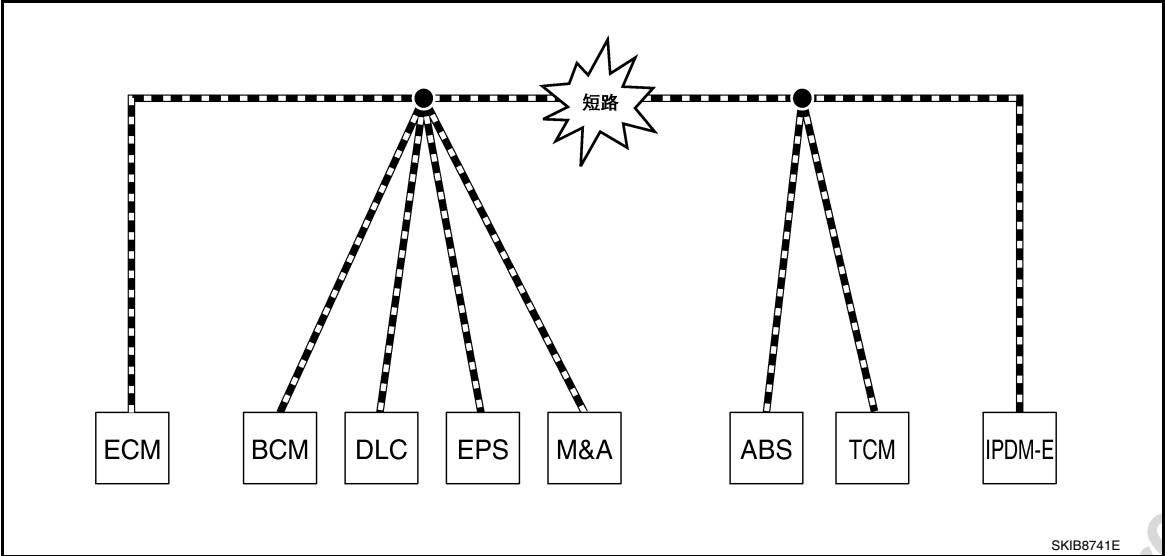 短路
ECM
BCM
DLC
EPS
M&A
ABS
TCM
IPDM-E
SKIB8741E